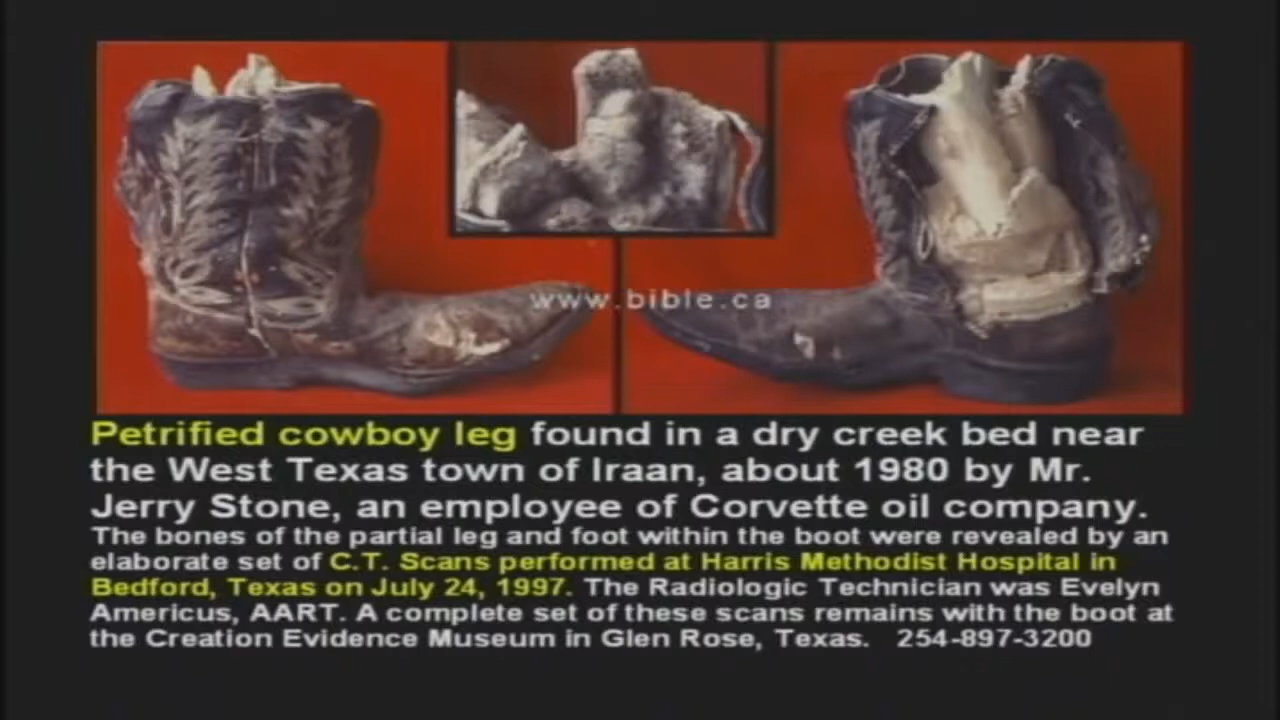 www.bible.ca
Petrified cowboy leg found in a dry creek bed near
the West Texas town of Iraan, about 1980 by Mr.
Jerry Stone, an employee of Corvette oil company.
The bones of the partial leg and foot within the boot were revealed by an
elaborate set of C.T. Scans performed at Harris Methodist Hospital in
Bedford, Texas on July 24, 1997. The Radiologic Technician was Evelyn
Americus, AART. A complete set of these scans remains with the boot at
the Creation Evidence Museum in Glen Rose, Texas. 254-897-3200